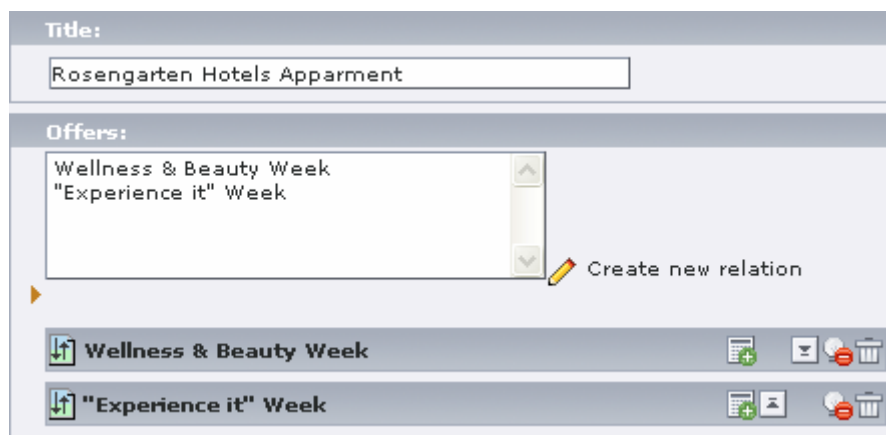 Title:
Rosengarten Hotels Apparment
Offers:
Wellness & Beauty Week
"Experience it" Week
Create new relation
Wellness & Beauty Week
"Experience it" Week